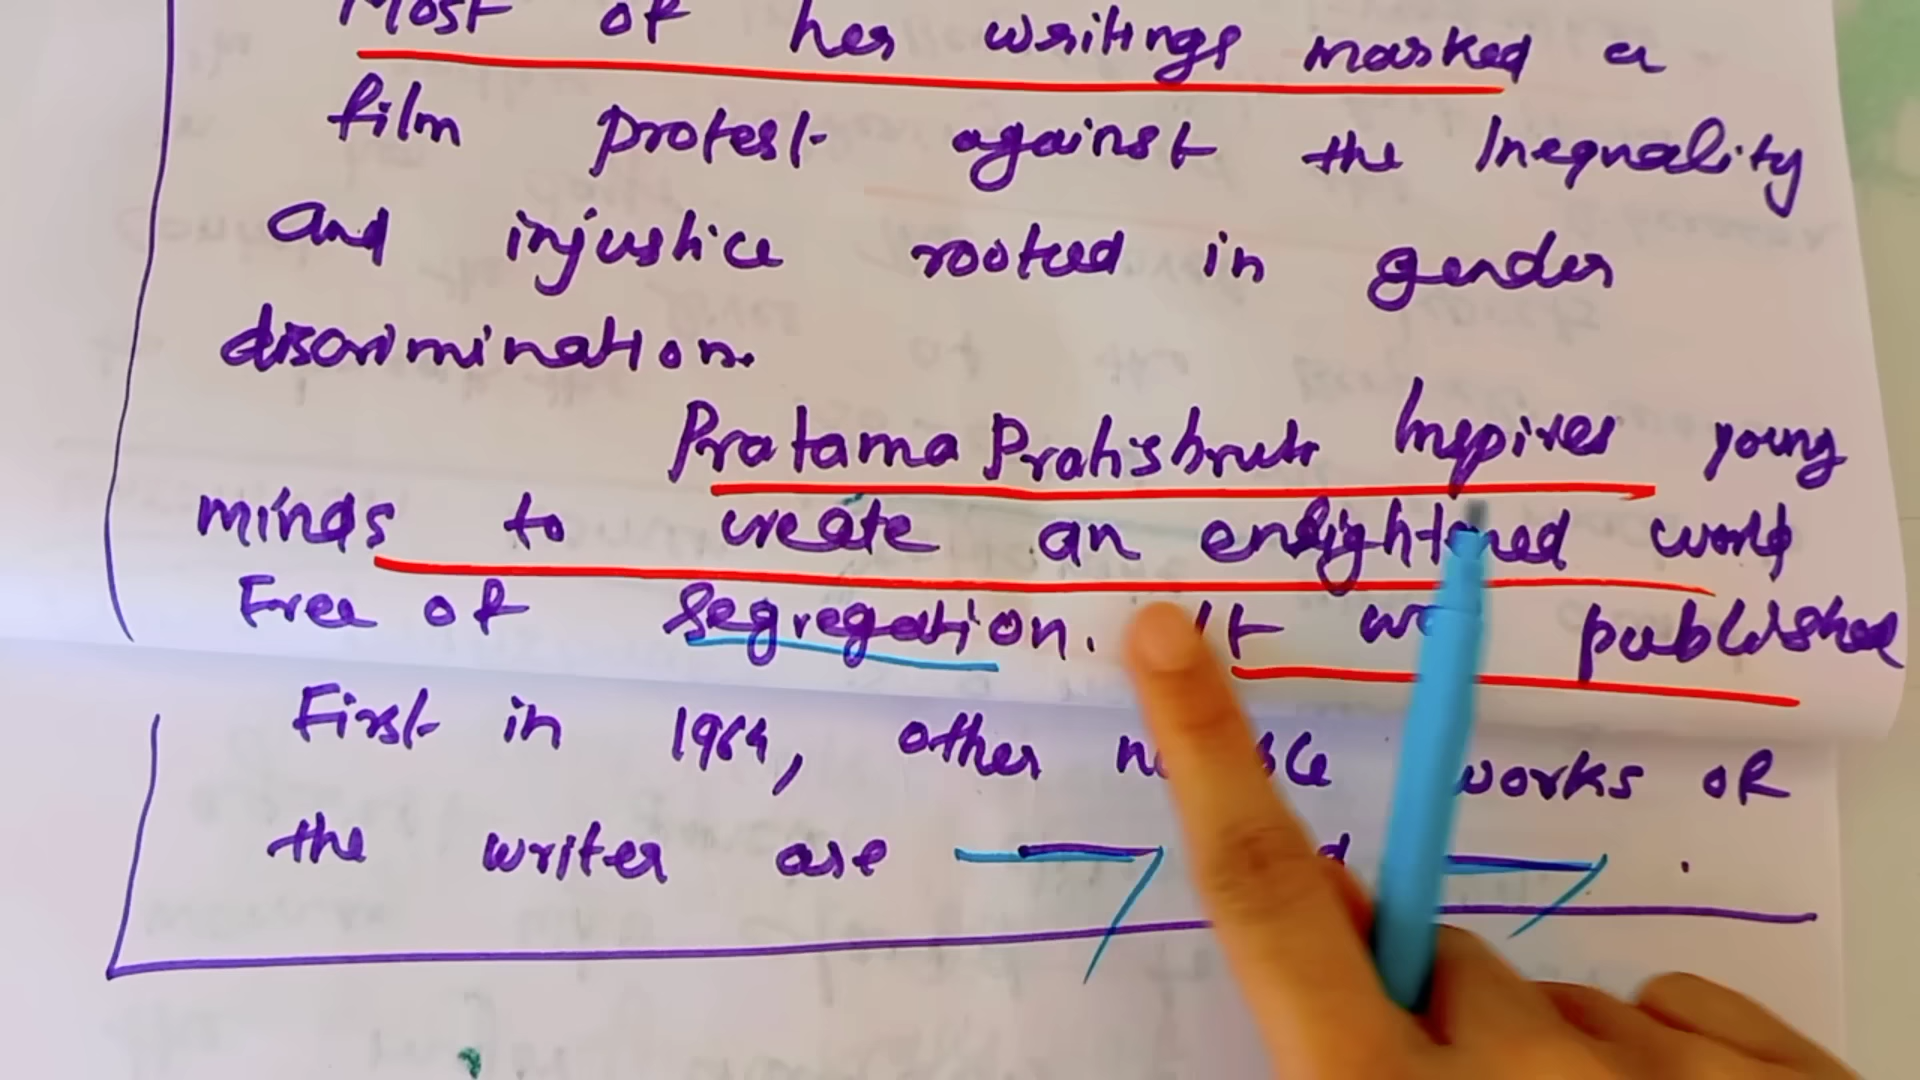 Most of her writings marked a
film protest against the Inequality
and injustice rooted in gender
discrimination.
Pratama Pratisbruti Inspires young
minds to create an enlightened world
Free of segregation. It was published
First in 1964, other notable works of
the writer are